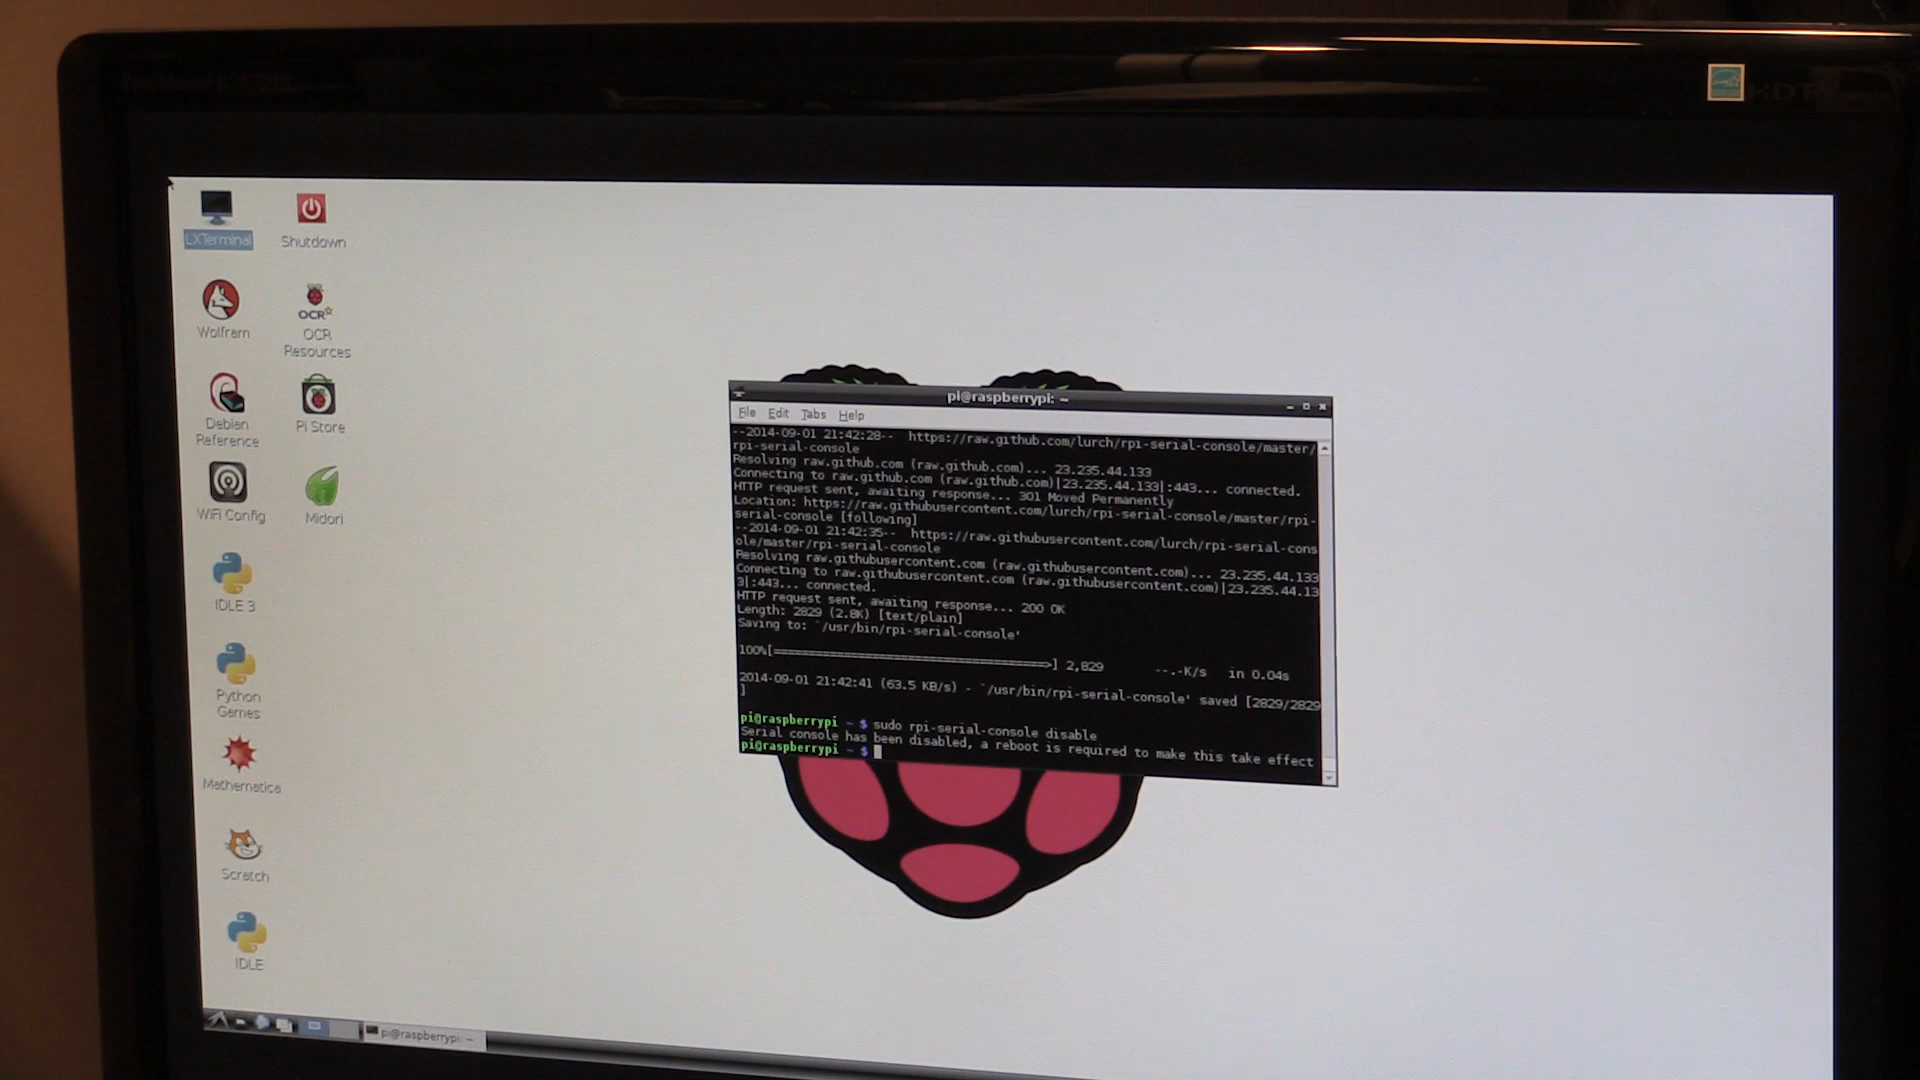 HDT
LXTerminal
Shutdown
Wolfram
OCR
OCR
Resources
Debian
Reference
Pi Store
WiFi Config
Midori
IDLE 3
Python
Games
Mathematica
Scratch
IDLE
pi@raspberrypi: ~
File Edit Tabs Help
--2014-09-01 21:42:28-- https://raw.github.com/lurch/rpi-serial-console/master/
rpi-serial-console
Resolving raw.github.com (raw.github.com)... 23.235.44.133
Connecting to raw.github.com (raw.github.com)|23.235.44.133|:443... connected.
HTTP request sent, awaiting response... 301 Moved Permanently
Location: https://raw.githubusercontent.com/lurch/rpi-serial-console/master/rpi-
serial-console [following]
--2014-09-01 21:42:35-- https://raw.githubusercontent.com/lurch/rpi-serial-cons
ole/master/rpi-serial-console
Resolving raw.githubusercontent.com (raw.githubusercontent.com)... 23.235.44.133
Connecting to raw.githubusercontent.com (raw.githubusercontent.com)|23.235.44.13
3|:443... connected.
HTTP request sent, awaiting response... 200 OK
Length: 2829 (2.8K) [text/plain]
Saving to: `/usr/bin/rpi-serial-console'
100%[======================================>] 2,829 --.-K/s in 0.04s
2014-09-01 21:42:41 (63.5 KB/s) - `/usr/bin/rpi-serial-console' saved [2829/2829
]
pi@raspberrypi ~ $ sudo rpi-serial-console disable
Serial console has been disabled, a reboot is required to make this take effect
pi@raspberrypi ~ $
pi@raspberrypi: ~